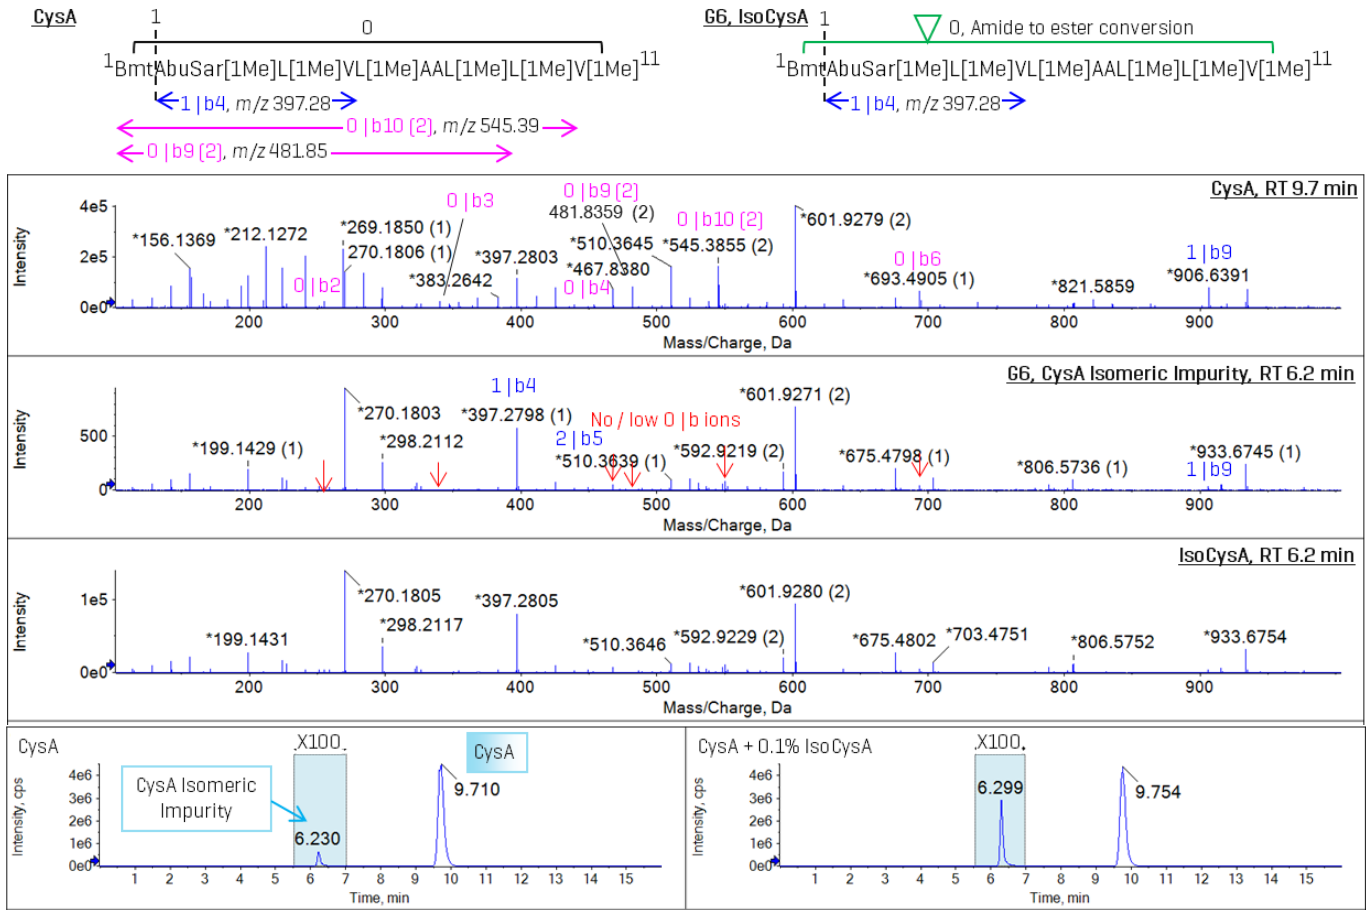 CysA
1
0
1BmtAbuSar[1Me]L[1Me]VL[1Me]AAL[1Me]L[1Me]V[1Me]11
1|b4, m/z 397.28
0|b10 (2), m/z 545.39
0|b9 (2), m/z 481.85
G6, IsoCysA
1
0, Amide to ester conversion
1BmtAbuSar[1Me]L[1Me]VL[1Me]AAL[1Me]L[1Me]V[1Me]11
1|b4, m/z 397.28
CysA, RT 9.7 min
Intensity
4e5
2e5
0e0
*156.1369
*212.1272
0|b2
*269.1850 (1)
270.1806 (1)
0|b3
*383.2642
*397.2803
0|b9 (2)
481.8359 (2)
*510.3645
*467.8380
0|b4
0|b10 (2)
*545.3855 (2)
*601.9279 (2)
0|b6
*693.4905 (1)
*821.5859
1|b9
*906.6391
200 300 400 500 600 700 800 900
Mass/Charge, Da
G6, CysA Isomeric Impurity, RT 6.2 min
Intensity
500
0
*199.1429 (1)
*270.1803
*298.2112
1|b4
*397.2798 (1)
2|b5
*510.3639 (1)
No / low 0|b ions
*592.9219 (2)
*601.9271 (2)
*675.4798 (1)
*806.5736 (1)
*933.6745 (1)
1|b9
200 300 400 500 600 700 800 900
Mass/Charge, Da
IsoCysA, RT 6.2 min
Intensity
1e5
0e0
*199.1431
*270.1805
*298.2117
*397.2805
*510.3646
*592.9229 (2)
*601.9280 (2)
*675.4802
*703.4751
*806.5752
*933.6754
200 300 400 500 600 700 800 900
Mass/Charge, Da
CysA
X100
CysA
CysA Isomeric
Impurity
6.230
9.710
Intensity, cps
4e6
3e6
2e6
1e6
0e0
1 2 3 4 5 6 7 8 9 10 11 12 13 14 15
Time, min
CysA + 0.1% IsoCysA
X100
6.299
9.754
Intensity, cps
4e6
3e6
2e6
1e6
0e0
1 2 3 4 5 6 7 8 9 10 11 12 13 14 15
Time, min